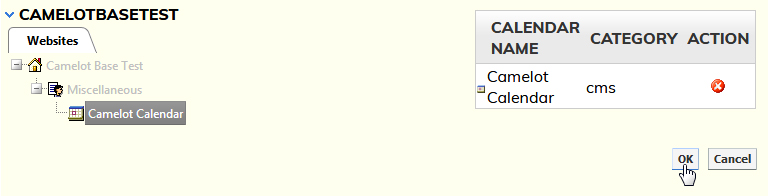 CAMELOTBASETEST
Websites
Camelot Base Test
Miscellaneous
Camelot Calendar
CALENDAR NAME CATEGORY ACTION
Camelot Calendar cms
OK Cancel